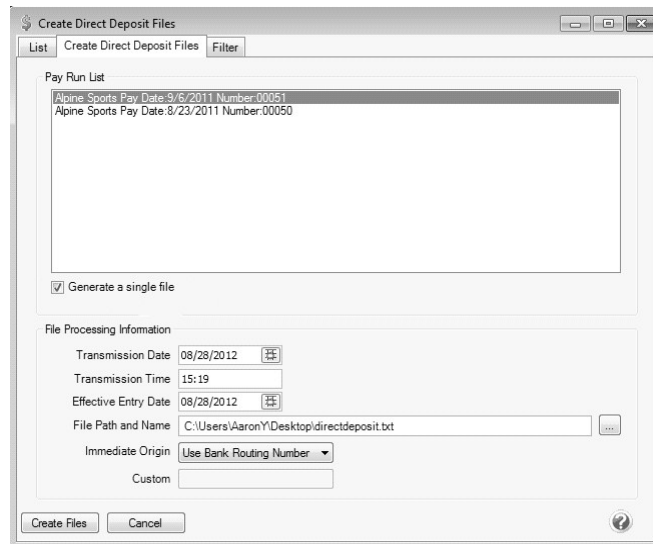 Create Direct Deposit Files
List Create Direct Deposit Files Filter
Pay Run List
Alpine Sports Pay Date:9/6/2011 Number:00051
Alpine Sports Pay Date:8/23/2011 Number:00050
Generate a single file
File Processing Information
Transmission Date 08/28/2012
Transmission Time 15:19
Effective Entry Date 08/28/2012
File Path and Name C:\Users\AaronY\Desktop\directdeposit.txt ...
Immediate Origin Use Bank Routing Number
Custom
Create Files Cancel ?